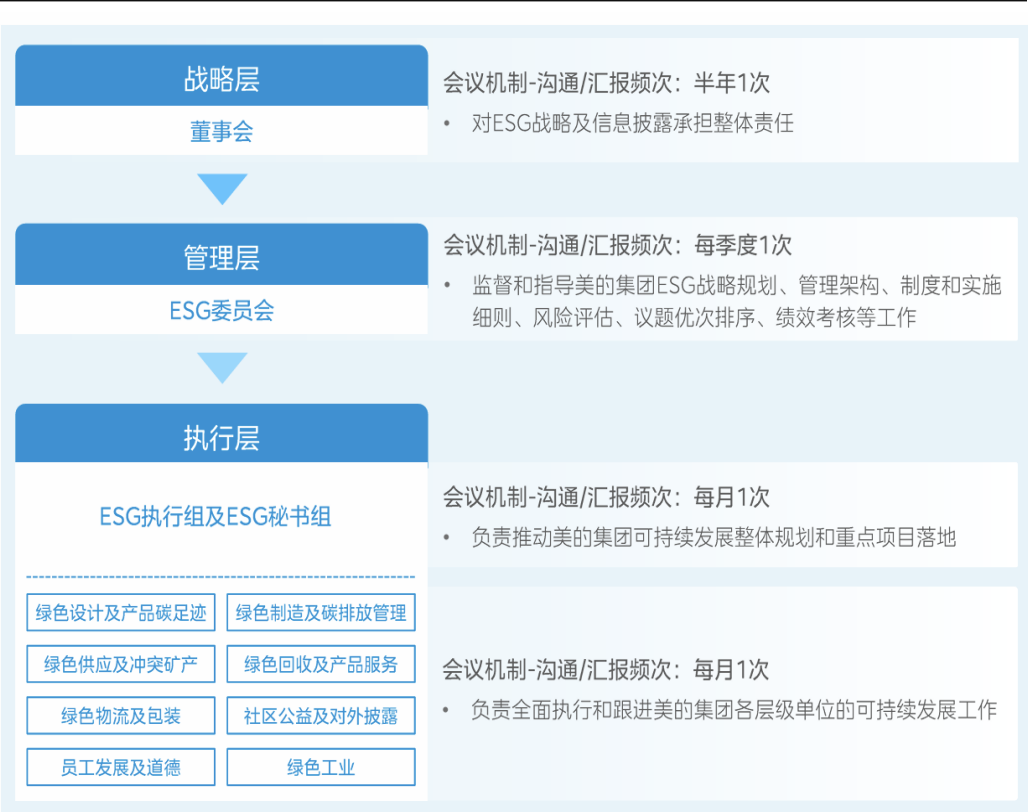 战略层
董事会
会议机制-沟通/汇报频次：半年1次
• 对ESG战略及信息披露承担整体责任
管理层
ESG委员会
会议机制-沟通/汇报频次：每季度1次
• 监督和指导美的集团ESG战略规划、管理架构、制度和实施
细则、风险评估、议题优次排序、绩效考核等工作
执行层
ESG执行组及ESG秘书组
会议机制-沟通/汇报频次：每月1次
• 负责推动美的集团可持续发展整体规划和重点项目落地
绿色设计及产品碳足迹
绿色制造及碳排放管理
绿色供应及冲突矿产
绿色回收及产品服务
绿色物流及包装
社区公益及对外披露
员工发展及道德
绿色工业
会议机制-沟通/汇报频次：每月1次
• 负责全面执行和跟进美的集团各层级单位的可持续发展工作